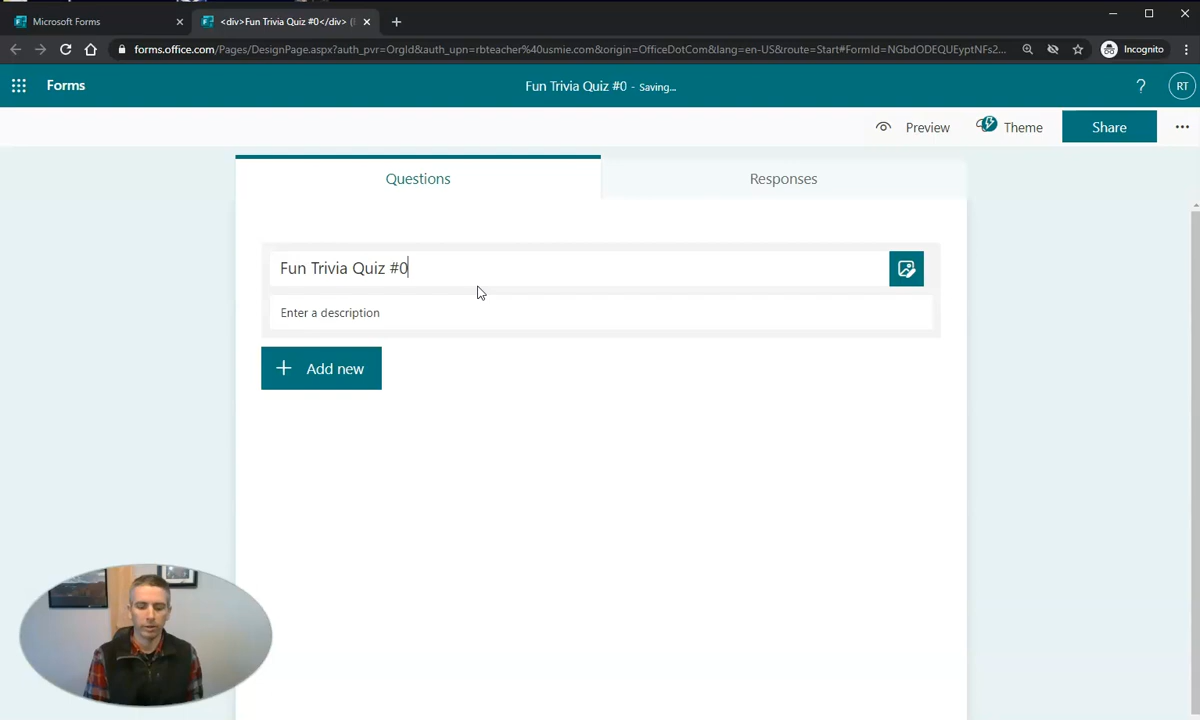 Microsoft Forms
<div>Fun Trivia Quiz #0</div> (
forms.office.com/Pages/DesignPage.aspx?auth_pvr=OrgId&auth_upn=rbteacher%40usmie.com&origin=OfficeDotCom&lang=en-US&route=Start#FormId=NGbdODEQUEyptNFs2...
Incognito
Forms
Fun Trivia Quiz #0 - Saving...
?
RT
Preview
Theme
Share
Questions
Responses
Fun Trivia Quiz #0
Enter a description
Add new